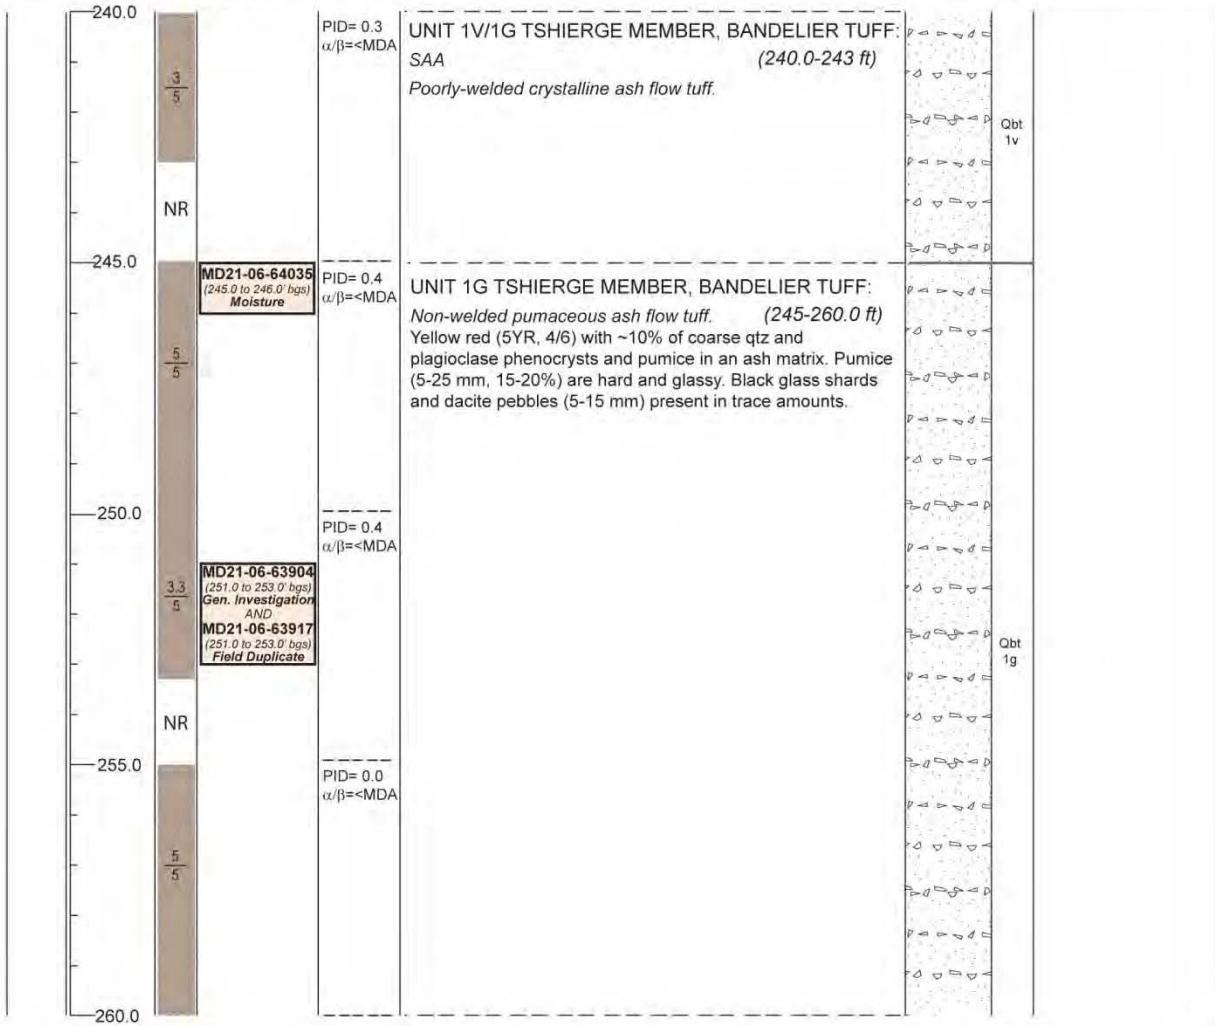 240.0
3
5
PID= 0.3
α/β=<MDA
UNIT 1V/1G TSHIERGE MEMBER, BANDELIER TUFF:
SAA (240.0-243 ft)
Poorly-welded crystalline ash flow tuff.
Qbt
1v
NR
245.0
MD21-06-64035
(245.0 to 246.0' bgs)
Moisture
PID= 0.4
α/β=<MDA
UNIT 1G TSHIERGE MEMBER, BANDELIER TUFF:
Non-welded pumaceous ash flow tuff. (245-260.0 ft)
Yellow red (5YR, 4/6) with ~10% of coarse qtz and
plagioclase phenocrysts and pumice in an ash matrix. Pumice
(5-25 mm, 15-20%) are hard and glassy. Black glass shards
and dacite pebbles (5-15 mm) present in trace amounts.
5
5
250.0
PID= 0.4
α/β=<MDA
3.3
5
MD21-06-63904
(251.0 to 253.0' bgs)
Gen. Investigation
AND
MD21-06-63917
(251.0 to 253.0' bgs)
Field Duplicate
Qbt
1g
NR
255.0
PID= 0.0
α/β=<MDA
5
5
260.0